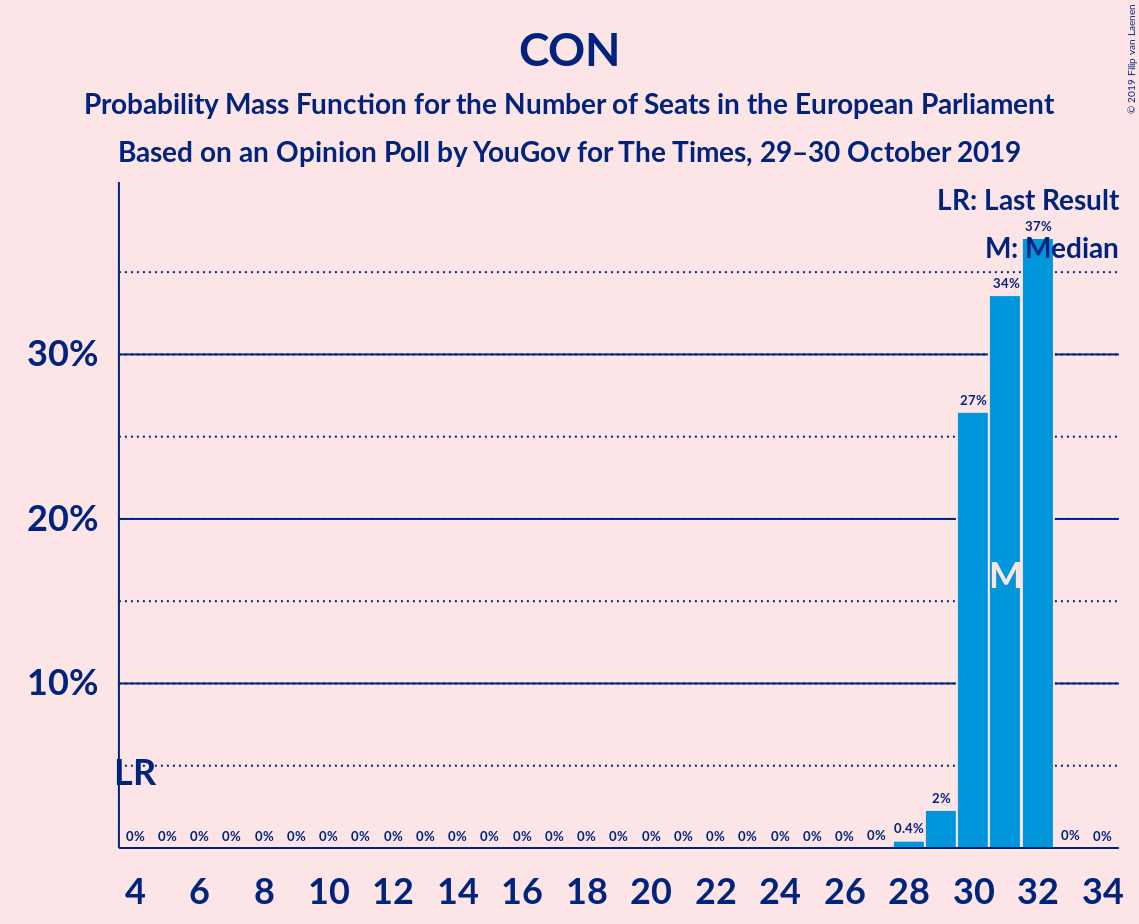 CON
Probability Mass Function for the Number of Seats in the European Parliament
Based on an Opinion Poll by YouGov for The Times, 29–30 October 2019
© 2019 Filip van Laenen
LR: Last Result
M: Median
37%
34%
30%
27%
20%
M
10%
LR
2%
0.4%
0% 0% 0% 0% 0% 0% 0% 0% 0% 0% 0% 0% 0% 0% 0% 0% 0% 0% 0% 0% 0% 0% 0% 0% 0% 0%
4 6 8 10 12 14 16 18 20 22 24 26 28 30 32 34